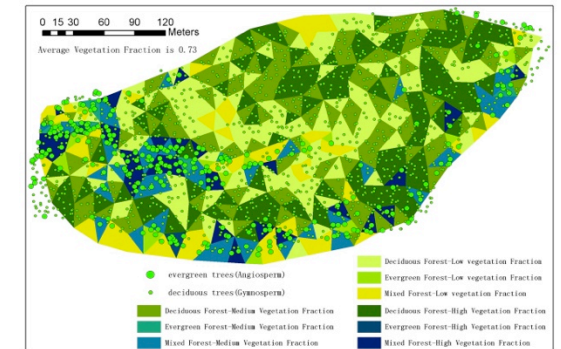 0 15 30 60 90 120
Meters
Average Vegetation Fraction is 0.73
evergreen trees(Angiosperm)
deciduous trees(Gymnosperm)
Deciduous Forest-Medium Vegetation Fraction
Evergreen Forest-Medium Vegetation Fraction
Mixed Forest-Medium Vegetation Fraction
Deciduous Forest-Low vegetation Fraction
Evergreen Forest-Low vegetation Fraction
Mixed Forest-Low vegetation Fraction
Deciduous Forest-High Vegetation Fraction
Evergreen Forest-High Vegetation Fraction
Mixed Forest-High Vegetation Fraction